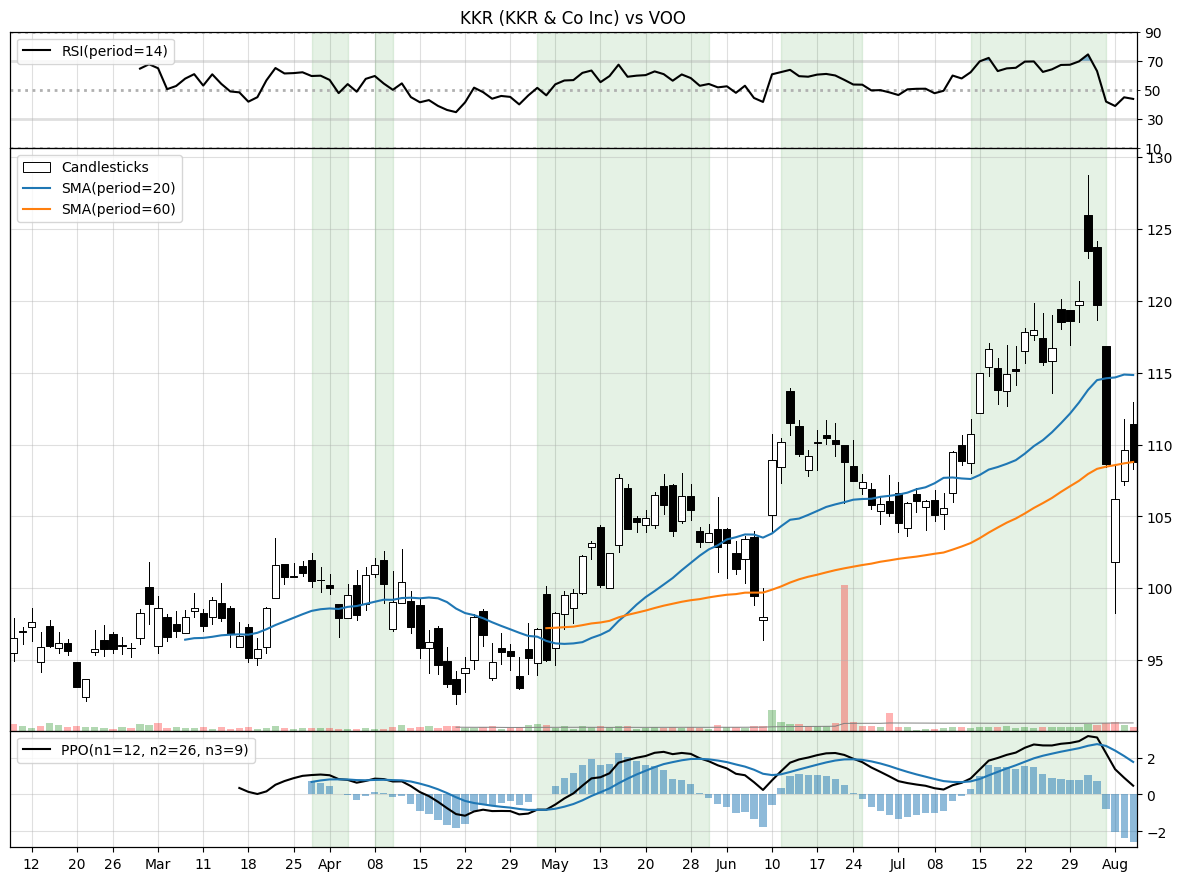 KKR (KKR & Co Inc) vs VOO
RSI(period=14)
90
70
50
30
10
Candlesticks
SMA(period=20)
SMA(period=60)
130
125
120
115
110
105
100
95
PPO(n1=12, n2=26, n3=9)
2
0
−2
12 20 26 Mar 11 18 25 Apr 08 15 22 29 May 13 20 28 Jun 10 17 24 Jul 08 15 22 29 Aug